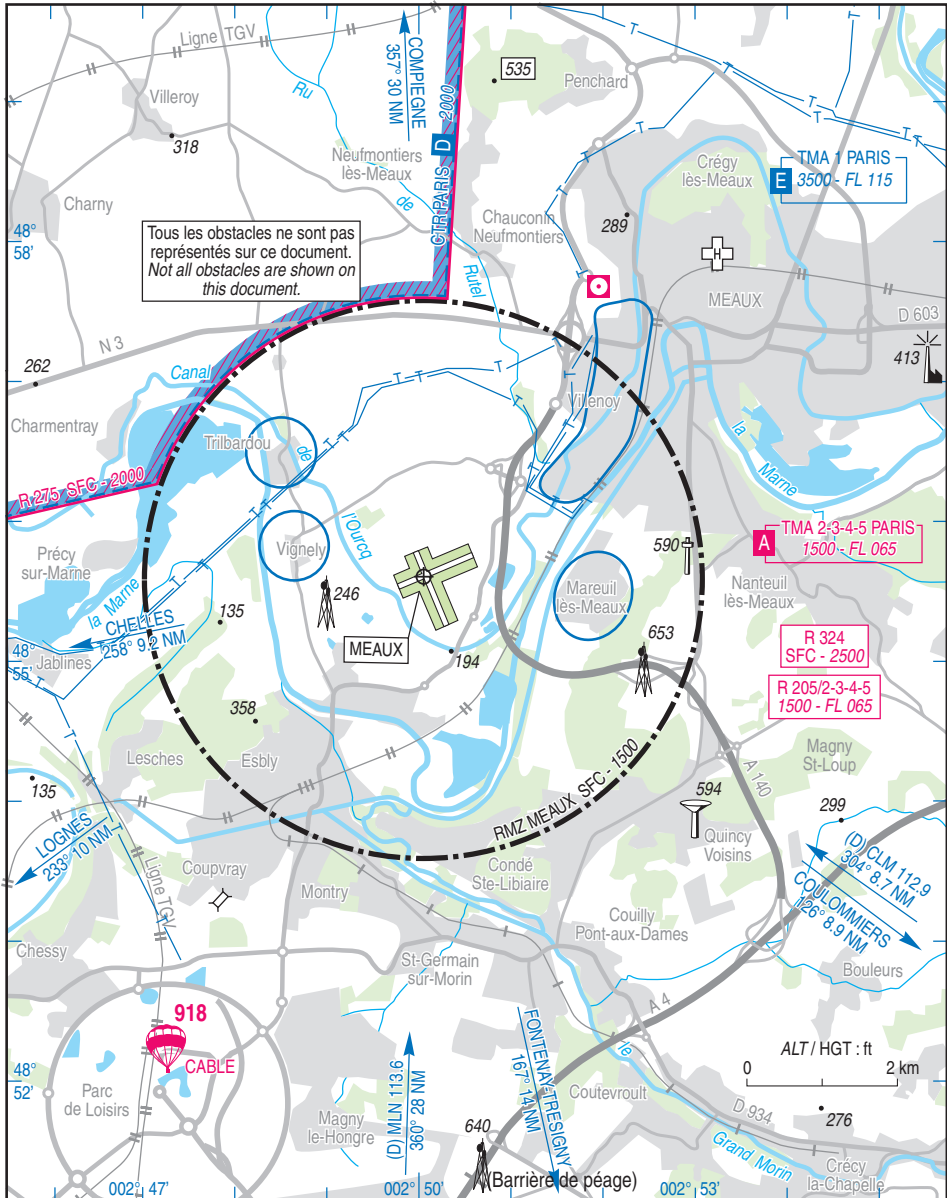 Ligne TGV
COMPIEGNE
357° 30 NM
535
Penchard
Villeroy
Ru
318
CTR PARIS D 2000
Neufmontiers
lès-Meaux
de
Crégy
lès-Meaux
E
TMA 1 PARIS
3500 - FL 115
Charny
48°
58'
Tous les obstacles ne sont pas
représentés sur ce document.
Not all obstacles are shown on
this document.
Chauconin
Neufmontiers
289
Rutel
H
MEAUX
N 3
D 603
262
Canal
413
Charmentray
Trilbardou
de
Villenoy
la
Marne
R 275 SFC - 2000
l'Ourcq
A
TMA 2-3-4-5 PARIS
1500 - FL 065
Précy
sur-Marne
Vignely
590
la Marne
246
Mareuil
lès-Meaux
Nanteuil
lès-Meaux
135
CHELLES
258° 9.2 NM
MEAUX
194
653
R 324
SFC - 2500
48°
55'
Jablines
R 205/2-3-4-5
1500 - FL 065
358
Lesches
Esbly
Magny
St-Loup
A 140
135
RMZ MEAUX SFC - 1500
594
299
LOGNES
233° 10 NM
Quincy
Voisins
(D) CLM 112.9
304° 8.7 NM
COULOMMIERS
126° 8.9 NM
Ligne TGV
Coupvray
Montry
Condé
Ste-Libiaire
Couilly
Pont-aux-Dames
Chessy
St-Germain
sur-Morin
Bouleurs
A 4
918
CABLE
le
ALT / HGT : ft
0 2 km
48°
52'
Parc
de Loisirs
(D) MLN 113.6
360° 28 NM
FONTENAY-TRESIGNY
167° 14 NM
Coutevroult
Magny
le-Hongre
D 934
276
640
Grand Morin
(Barrière de péage)
Crécy
la-Chapelle
002° 47'
002° 50'
002° 53'
T T T T T T T T T T T T T T T T T T T T T